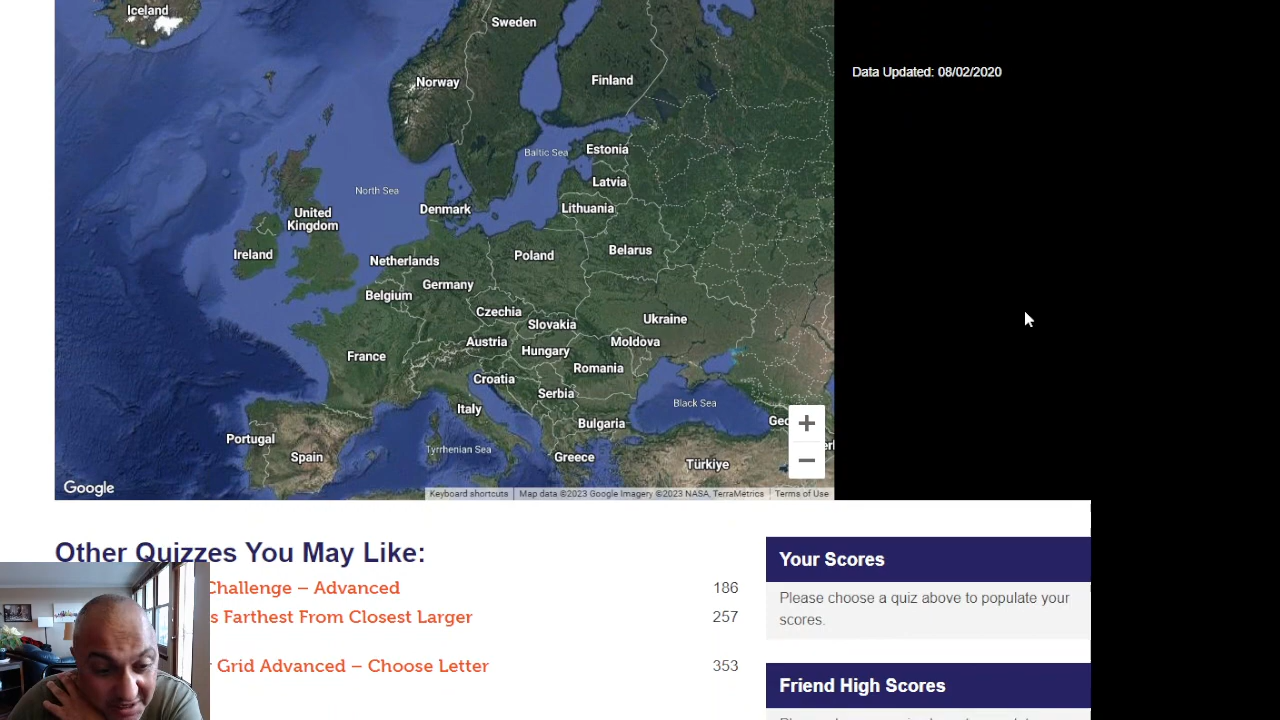 Iceland
Sweden
Norway
Finland
Data Updated: 08/02/2020
Estonia
Baltic Sea
Latvia
North Sea
Denmark
Lithuania
United
Kingdom
Ireland
Netherlands
Poland
Belarus
Germany
Belgium
Czechia
Slovakia
Ukraine
Austria
Hungary
Moldova
France
Romania
Croatia
Serbia
Black Sea
Italy
Bulgaria
Portugal
Spain
Tyrrhenian Sea
Greece
Türkiye
+
−
Google
Keyboard shortcuts
Map data ©2023 Google Imagery ©2023 NASA, TerraMetrics
Terms of Use
Other Quizzes You May Like:
Challenge – Advanced 186
s Farthest From Closest Larger 257
Grid Advanced – Choose Letter 353
Your Scores
Please choose a quiz above to populate your
scores.
Friend High Scores